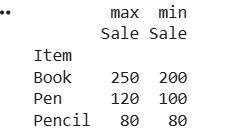 max min
Sale Sale
Item
Book 250 200
Pen 120 100
Pencil 80 80